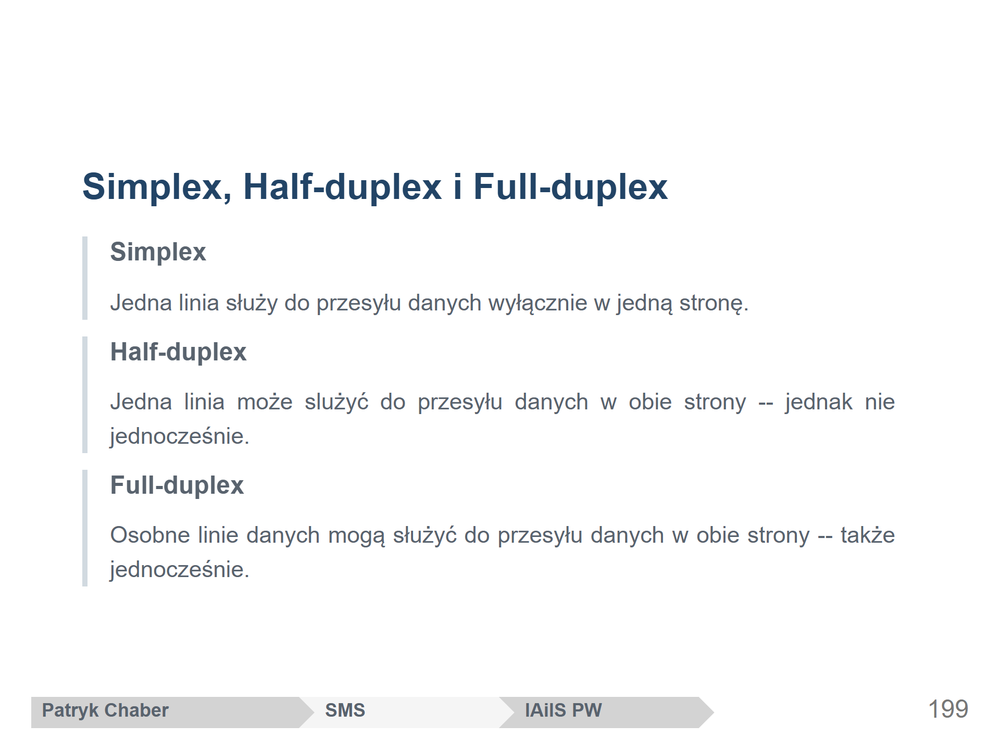 Simplex, Half-duplex i Full-duplex
Simplex
Jedna linia służy do przesyłu danych wyłącznie w jedną stronę.
Half-duplex
Jedna linia może slużyć do przesyłu danych w obie strony -- jednak nie
jednocześnie.
Full-duplex
Osobne linie danych mogą służyć do przesyłu danych w obie strony -- także
jednocześnie.
Patryk Chaber SMS IAiIS PW 199